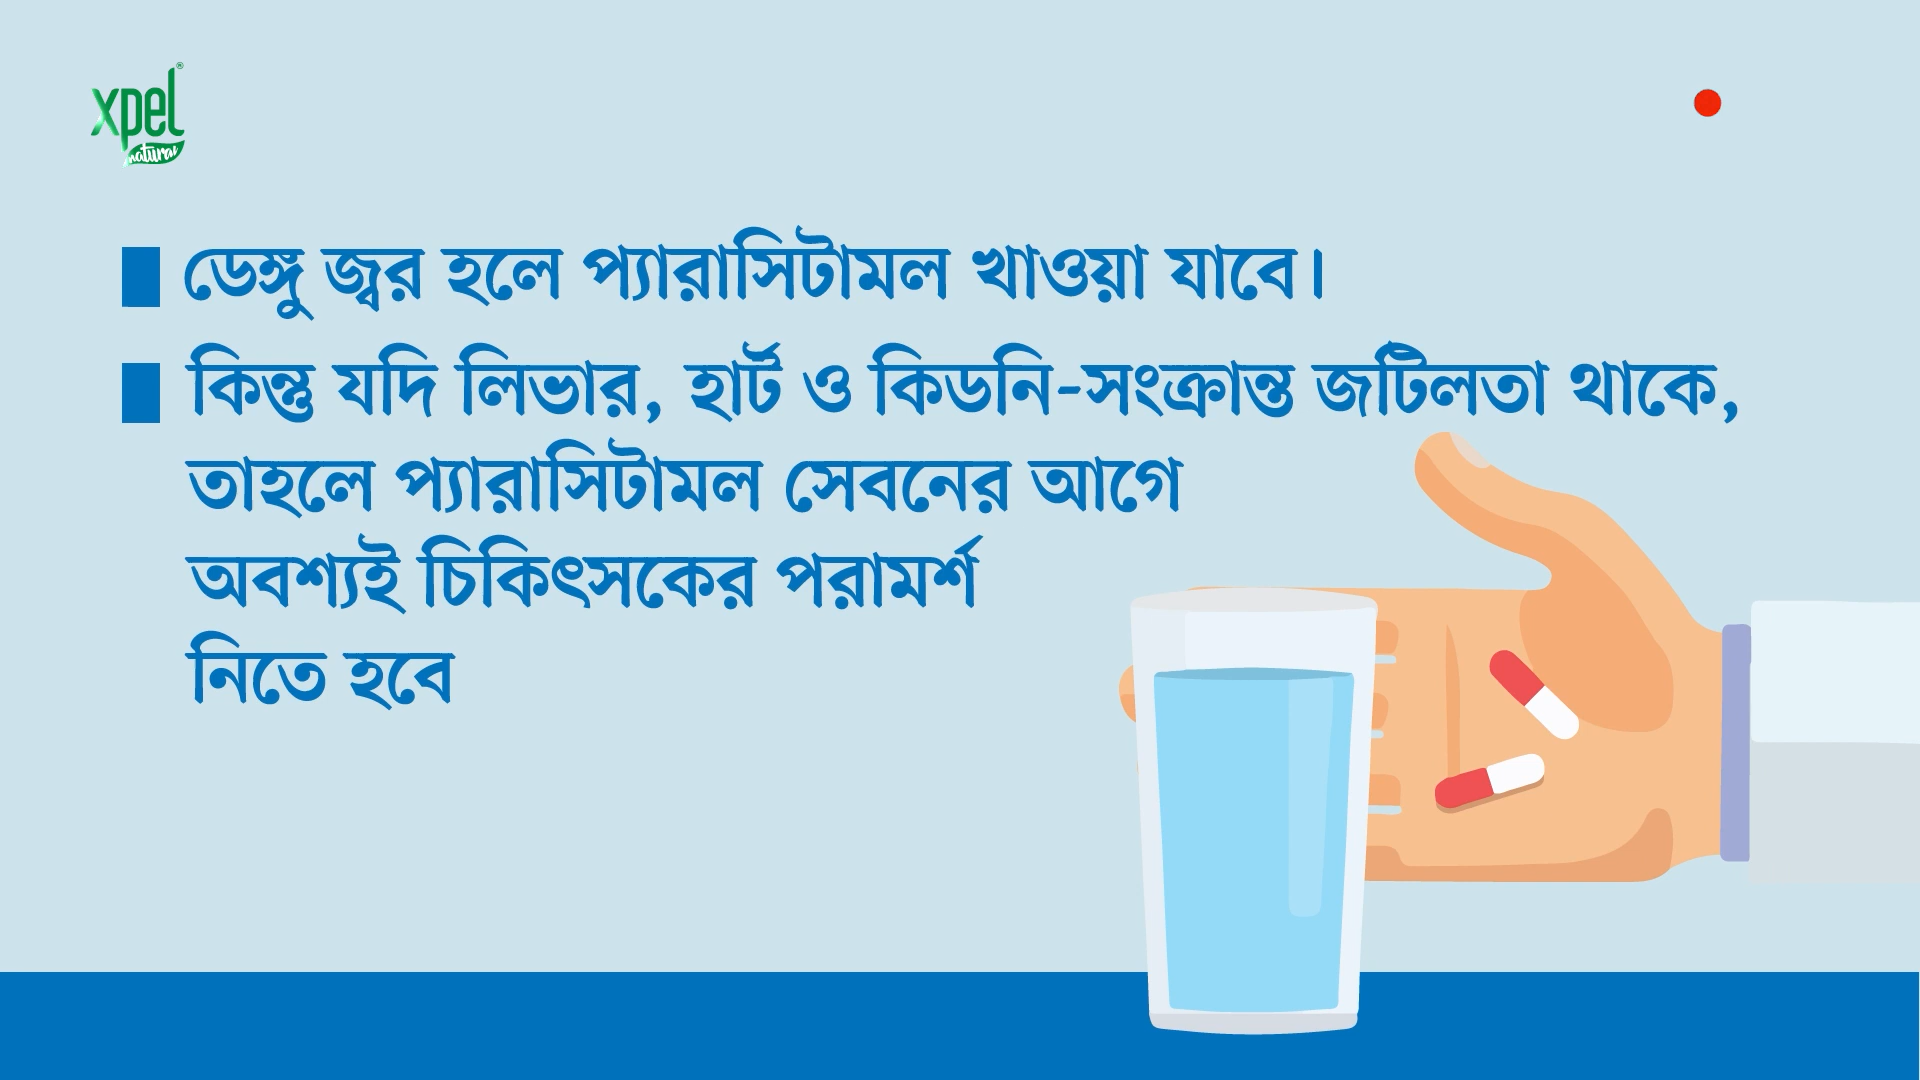 xpel®
natural
ডেঙ্গু জ্বর হলে প্যারাসিটামল খাওয়া যাবে।
কিন্তু যদি লিভার, হার্ট ও কিডনি-সংক্রান্ত জটিলতা থাকে,
তাহলে প্যারাসিটামল সেবনের আগে
অবশ্যই চিকিৎসকের পরামর্শ
নিতে হবে